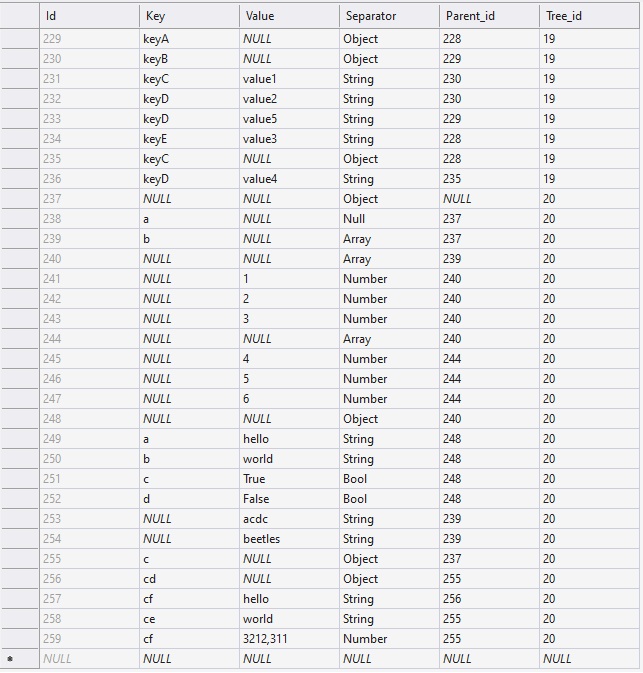 Id Key Value Separator Parent_id Tree_id
229 keyA NULL Object 228 19
230 keyB NULL Object 229 19
231 keyC value1 String 230 19
232 keyD value2 String 230 19
233 keyD value5 String 229 19
234 keyE value3 String 228 19
235 keyC NULL Object 228 19
236 keyD value4 String 235 19
237 NULL NULL Object NULL 20
238 a NULL Null 237 20
239 b NULL Array 237 20
240 NULL NULL Array 239 20
241 NULL 1 Number 240 20
242 NULL 2 Number 240 20
243 NULL 3 Number 240 20
244 NULL NULL Array 240 20
245 NULL 4 Number 244 20
246 NULL 5 Number 244 20
247 NULL 6 Number 244 20
248 NULL NULL Object 240 20
249 a hello String 248 20
250 b world String 248 20
251 c True Bool 248 20
252 d False Bool 248 20
253 NULL acdc String 239 20
254 NULL beetles String 239 20
255 c NULL Object 237 20
256 cd NULL Object 255 20
257 cf hello String 256 20
258 ce world String 255 20
259 cf 3212,311 Number 255 20
NULL NULL NULL NULL NULL NULL